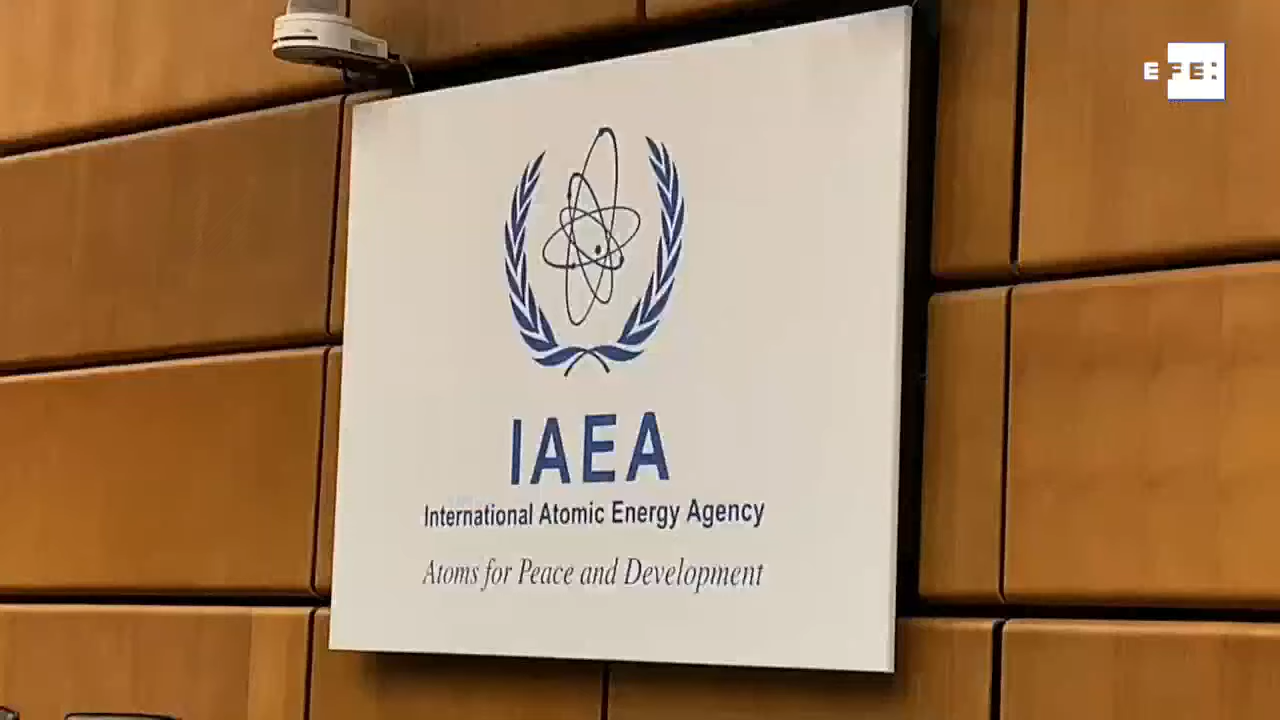 EFE:
IAEA
International Atomic Energy Agency
Atoms for Peace and Development